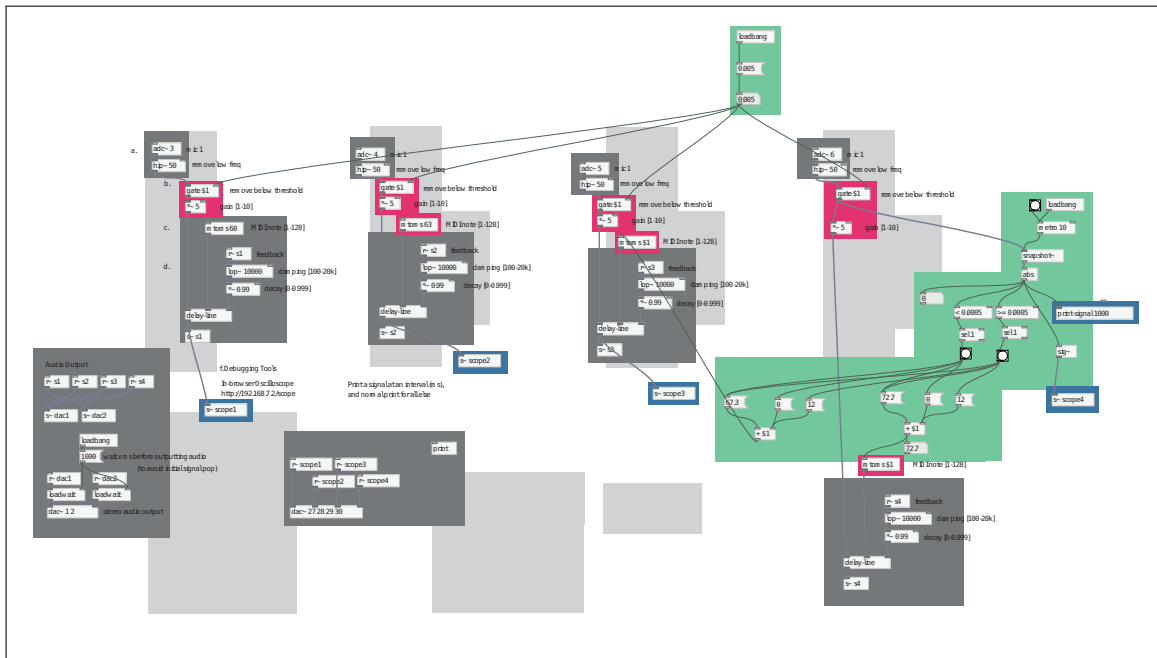 loadbang
0.005
0.005
a.
adc~ 3
mic 1
hip~ 50
remove low freq
b.
gate $1
remove below threshold
*~ 5
gain [1-10]
c.
mtoms 60
MIDI note [1-128]
d.
r~ s1
feedback
lop~ 10000
damping [100-20k]
*~ 0.99
decay [0-0.999]
delay-line
s~ s1
s~ scope1
adc~ 4
mic 1
hip~ 50
remove low freq
gate $1
remove below threshold
*~ 5
gain [1-10]
mtoms 63
MIDI note [1-128]
r~ s2
feedback
lop~ 10000
damping [100-20k]
*~ 0.99
decay [0-0.999]
delay-line
s~ s2
s~ scope2
adc~ 5
mic 1
hip~ 50
remove low freq
gate $1
remove below threshold
*~ 5
gain [1-10]
mtoms $1
MIDI note [1-128]
r~ s3
feedback
lop~ 10000
damping [100-20k]
*~ 0.99
decay [0-0.999]
delay-line
s~ s3
s~ scope3
adc~ 6
mic 1
hip~ 50
remove low freq
gate $1
remove below threshold
*~ 5
gain [1-10]
loadbang
metro 10
snapshot~
abs
0
< 0.0005
>= 0.0005
print-signal 1000
sel 1
sel 1
sig~
s~ scope4
67.3
0
12
+ $1
72.7
0
12
+ $1
72.7
mtoms $1
MIDI note [1-128]
r~ s4
feedback
lop~ 10000
damping [100-20k]
*~ 0.99
decay [0-0.999]
delay-line
s~ s4
Audio Output
r~ s1
r~ s2
r~ s3
r~ s4
s~ dac1
s~ dac2
loadbang
1000
wait x ms before outputting audio
(to avoid initial signal pop)
r~ dac1
r~ dac2
loadwait
loadwait
dac~ 1 2
stereo audio output
f. Debugging Tools
In-browser Oscilloscope
http://192.168.7.2/scope
Print a signal at an interval (ms),
and normal print for all else
print
r~ scope1
r~ scope3
r~ scope2
r~ scope4
dac~ 27 28 29 30